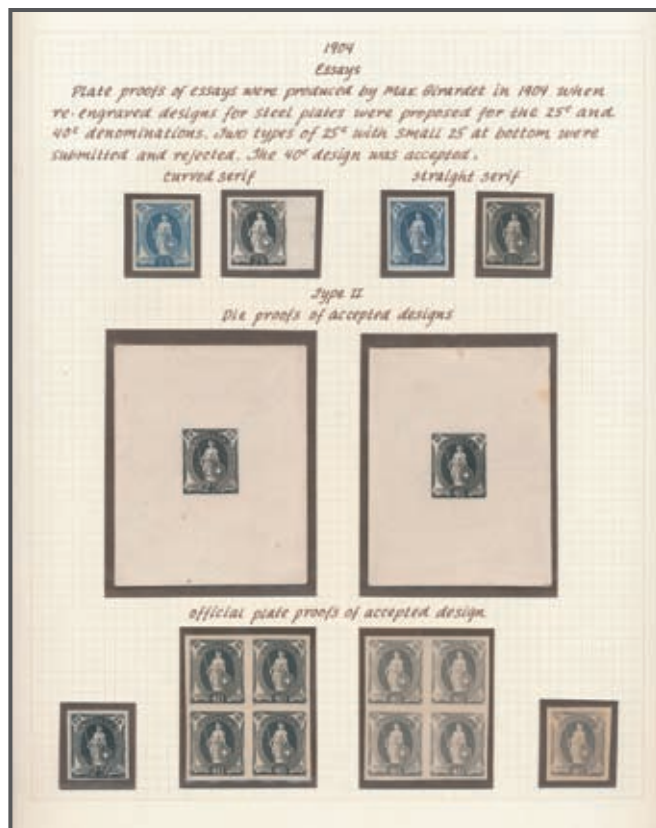 1904
Essays
Plate proofs of essays were produced by Max Girardet in 1904 when
re-engraved designs for steel plates were proposed for the 25c and
40c denominations. Two types of 25c with small 25 at bottom were
submitted and rejected. The 40c design was accepted.
curved serif straight serif
Type II
Die proofs of accepted designs
official plate proofs of accepted design